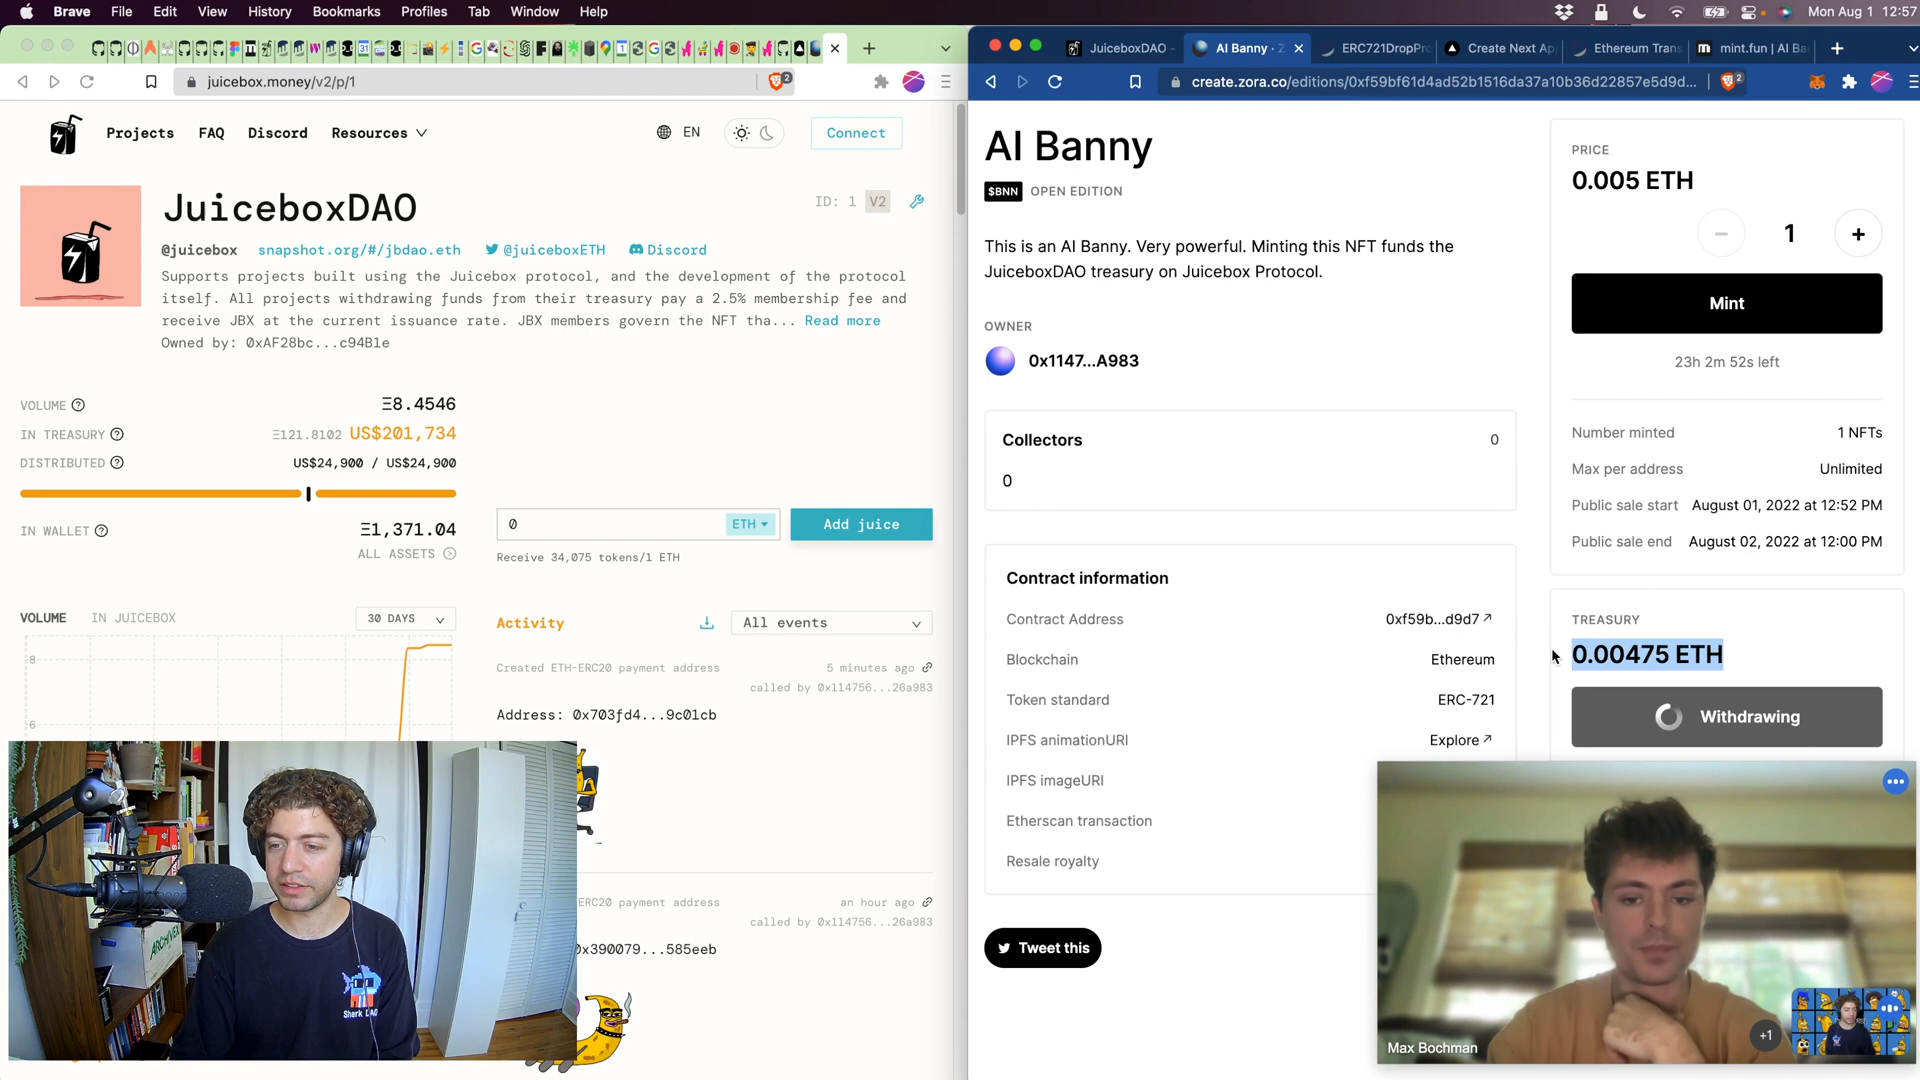 Brave File Edit View History Bookmarks Profiles Tab Window Help
Mon Aug 1 12:57
JuiceboxDAO
AI Banny · Z
ERC721DropPr
Create Next Ap
Ethereum Tran
mint.fun | AI Ba
juicebox.money/v2/p/1
2
create.zora.co/editions/0xf59bf61d4ad52b1516da37a10b36d22857e5d9d...
2
Projects FAQ Discord Resources
EN
Connect
JuiceboxDAO
ID: 1 V2
@juicebox snapshot.org/#/jbdao.eth @juiceboxETH Discord
Supports projects built using the Juicebox protocol, and the development of the protocol
itself. All projects withdrawing funds from their treasury pay a 2.5% membership fee and
receive JBX at the current issuance rate. JBX members govern the NFT tha... Read more
Owned by: 0xAF28bc...c94B1e
VOLUME Ξ8.4546
IN TREASURY Ξ121.8102 US$201,734
DISTRIBUTED US$24,900 / US$24,900
IN WALLET Ξ1,371.04
ALL ASSETS
0 ETH
Add juice
Receive 34,075 tokens/1 ETH
VOLUME IN JUICEBOX 30 DAYS
8
6
Activity
All events
Created ETH-ERC20 payment address 5 minutes ago
called by 0x114756...26a983
Address: 0x703fd4...9c01cb
ERC20 payment address an hour ago
called by 0x114756...26a983
0x390079...585eeb
ARCHIVEX
Sherk DAO
AI Banny
$BNN OPEN EDITION
This is an AI Banny. Very powerful. Minting this NFT funds the
JuiceboxDAO treasury on Juicebox Protocol.
OWNER
0x1147...A983
Collectors 0
0
Contract information
Contract Address 0xf59b...d9d7↗
Blockchain Ethereum
Token standard ERC-721
IPFS animationURI Explore↗
IPFS imageURI
Etherscan transaction
Resale royalty
Tweet this
PRICE
0.005 ETH
− 1 +
Mint
23h 2m 52s left
Number minted 1 NFTs
Max per address Unlimited
Public sale start August 01, 2022 at 12:52 PM
Public sale end August 02, 2022 at 12:00 PM
TREASURY
0.00475 ETH
Withdrawing
Max Bochman
+1